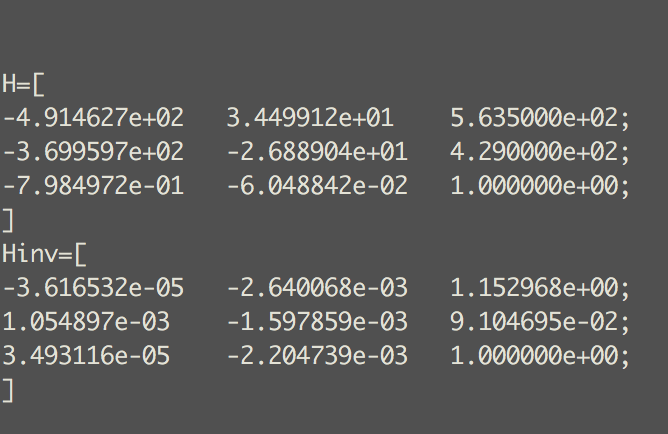 H=[
-4.914627e+02 3.449912e+01 5.635000e+02;
-3.699597e+02 -2.688904e+01 4.290000e+02;
-7.984972e-01 -6.048842e-02 1.000000e+00;
]
Hinv=[
-3.616532e-05 -2.640068e-03 1.152968e+00;
1.054897e-03 -1.597859e-03 9.104695e-02;
3.493116e-05 -2.204739e-03 1.000000e+00;
]